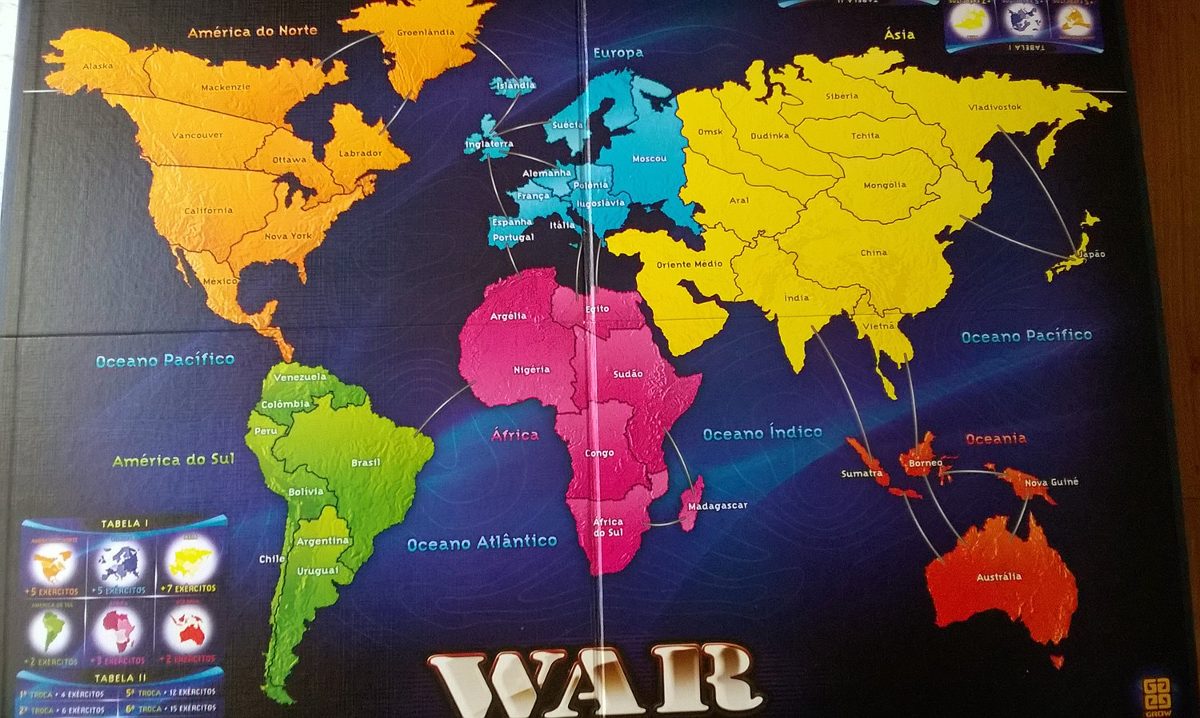 América do Norte
Groenlândia
Alaska
Mackenzie
Vancouver
Ottawa
Labrador
Califórnia
Nova York
México
Europa
Islândia
Suécia
Inglaterra
Moscou
Alemanha
Polônia
França
Iugoslávia
Espanha
Itália
Portugal
Ásia
TABELA I
Omsk
Dudinka
Sibéria
Tchita
Vladivostok
Mongólia
Aral
China
Japão
Oriente Médio
Índia
Vietnã
Argélia
Egito
Nigéria
Sudão
África
Congo
África
do Sul
Madagascar
Oceano Pacífico
Oceano Pacífico
Oceano Índico
Oceano Atlântico
Venezuela
Colômbia
Peru
América do Sul
Brasil
Bolívia
Argentina
Chile
Uruguai
Oceania
Sumatra
Borneo
Nova Guiné
Austrália
TABELA I
+5 EXÉRCITOS
+5 EXÉRCITOS
+7 EXÉRCITOS
AMÉRICA DO SUL
+2 EXÉRCITOS
+3 EXÉRCITOS
+2 EXÉRCITOS
TABELA II
1ª TROCA • 4 EXÉRCITOS
5ª TROCA • 12 EXÉRCITOS
2ª TROCA • 6 EXÉRCITOS
6ª TROCA • 15 EXÉRCITOS
WAR
GROW